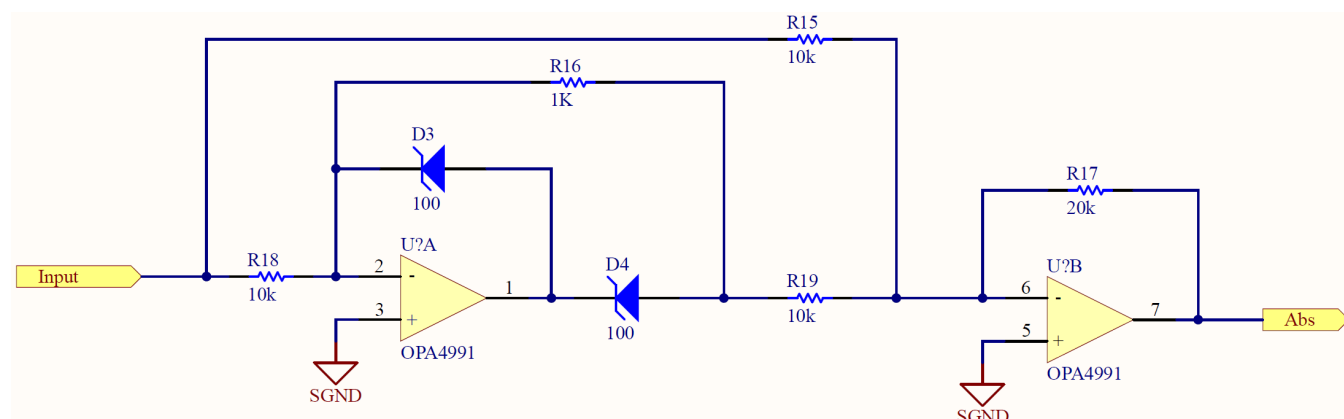 R15
10k
R16
1K
D3
100
R17
20k
Input
R18
10k
U?A
2
-
3
+
1
OPA4991
SGND
D4
100
R19
10k
U?B
6
-
5
+
7
OPA4991
SGND
Abs